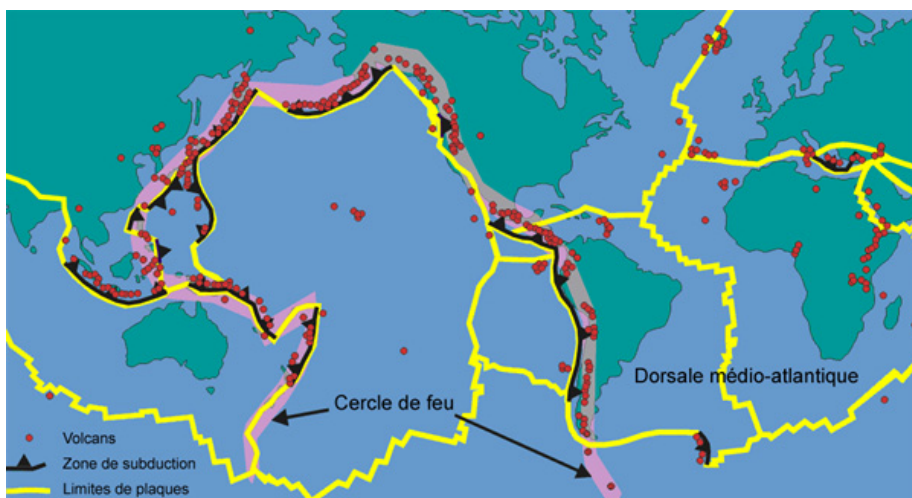 Dorsale médio-atlantique
Cercle de feu
Volcans
Zone de subduction
Limites de plaques